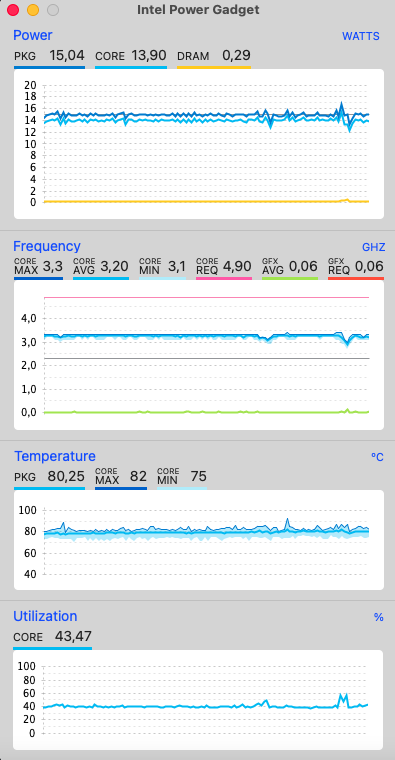 Intel Power Gadget
Power WATTS
PKG 15,04 CORE 13,90 DRAM 0,29
20
18
16
14
12
10
8
6
4
2
0
Frequency GHZ
CORE MAX 3,3 CORE AVG 3,20 CORE MIN 3,1 CORE REQ 4,90 GFX AVG 0,06 GFX REQ 0,06
4,0
3,0
2,0
1,0
0,0
Temperature °C
PKG 80,25 CORE MAX 82 CORE MIN 75
100
80
60
40
Utilization %
CORE 43,47
100
80
60
40
20
0